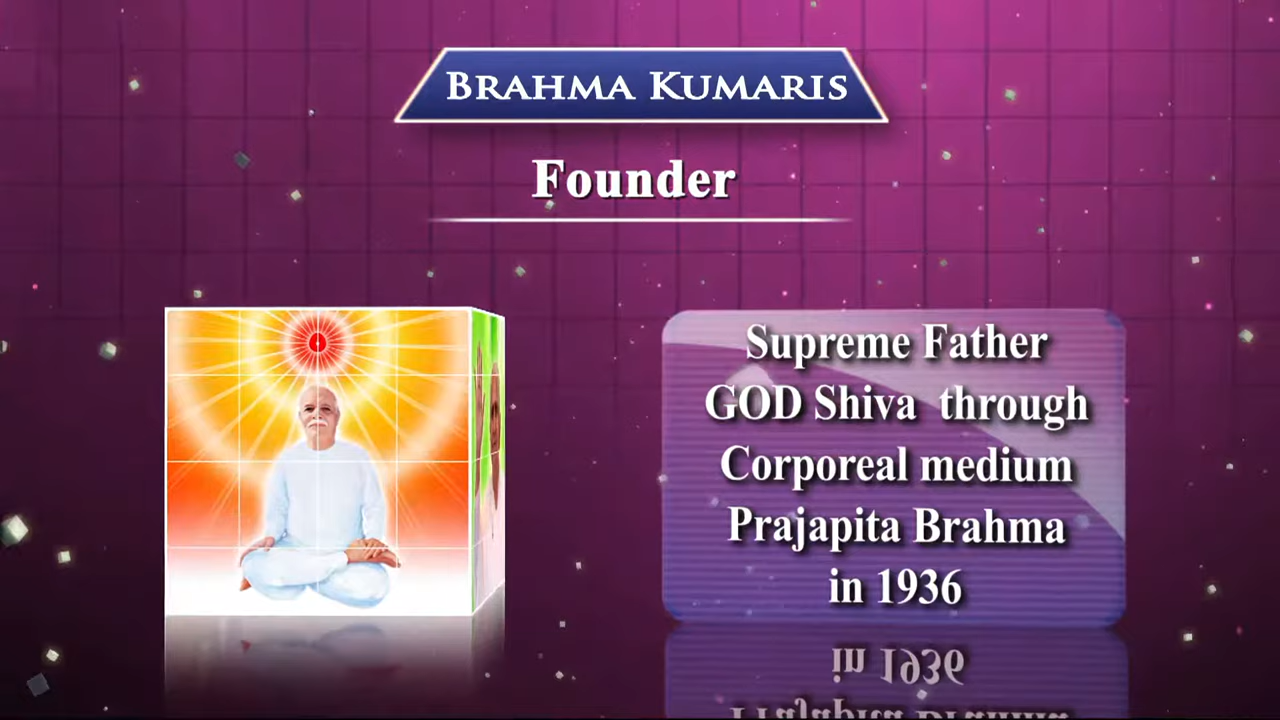 BRAHMA KUMARIS
Founder
Supreme Father
GOD Shiva through
Corporeal medium
Prajapita Brahma
in 1936